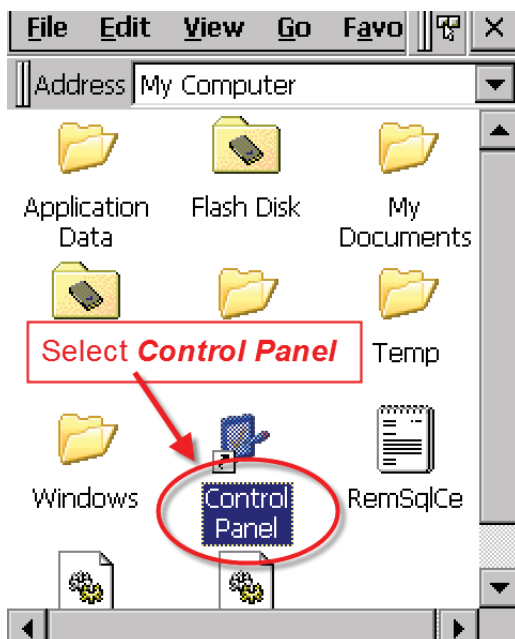 File Edit View Go Favo
Address My Computer
Application Flash Disk My
Data Documents
Select Control Panel Temp
Windows Control RemSqlCe
Panel